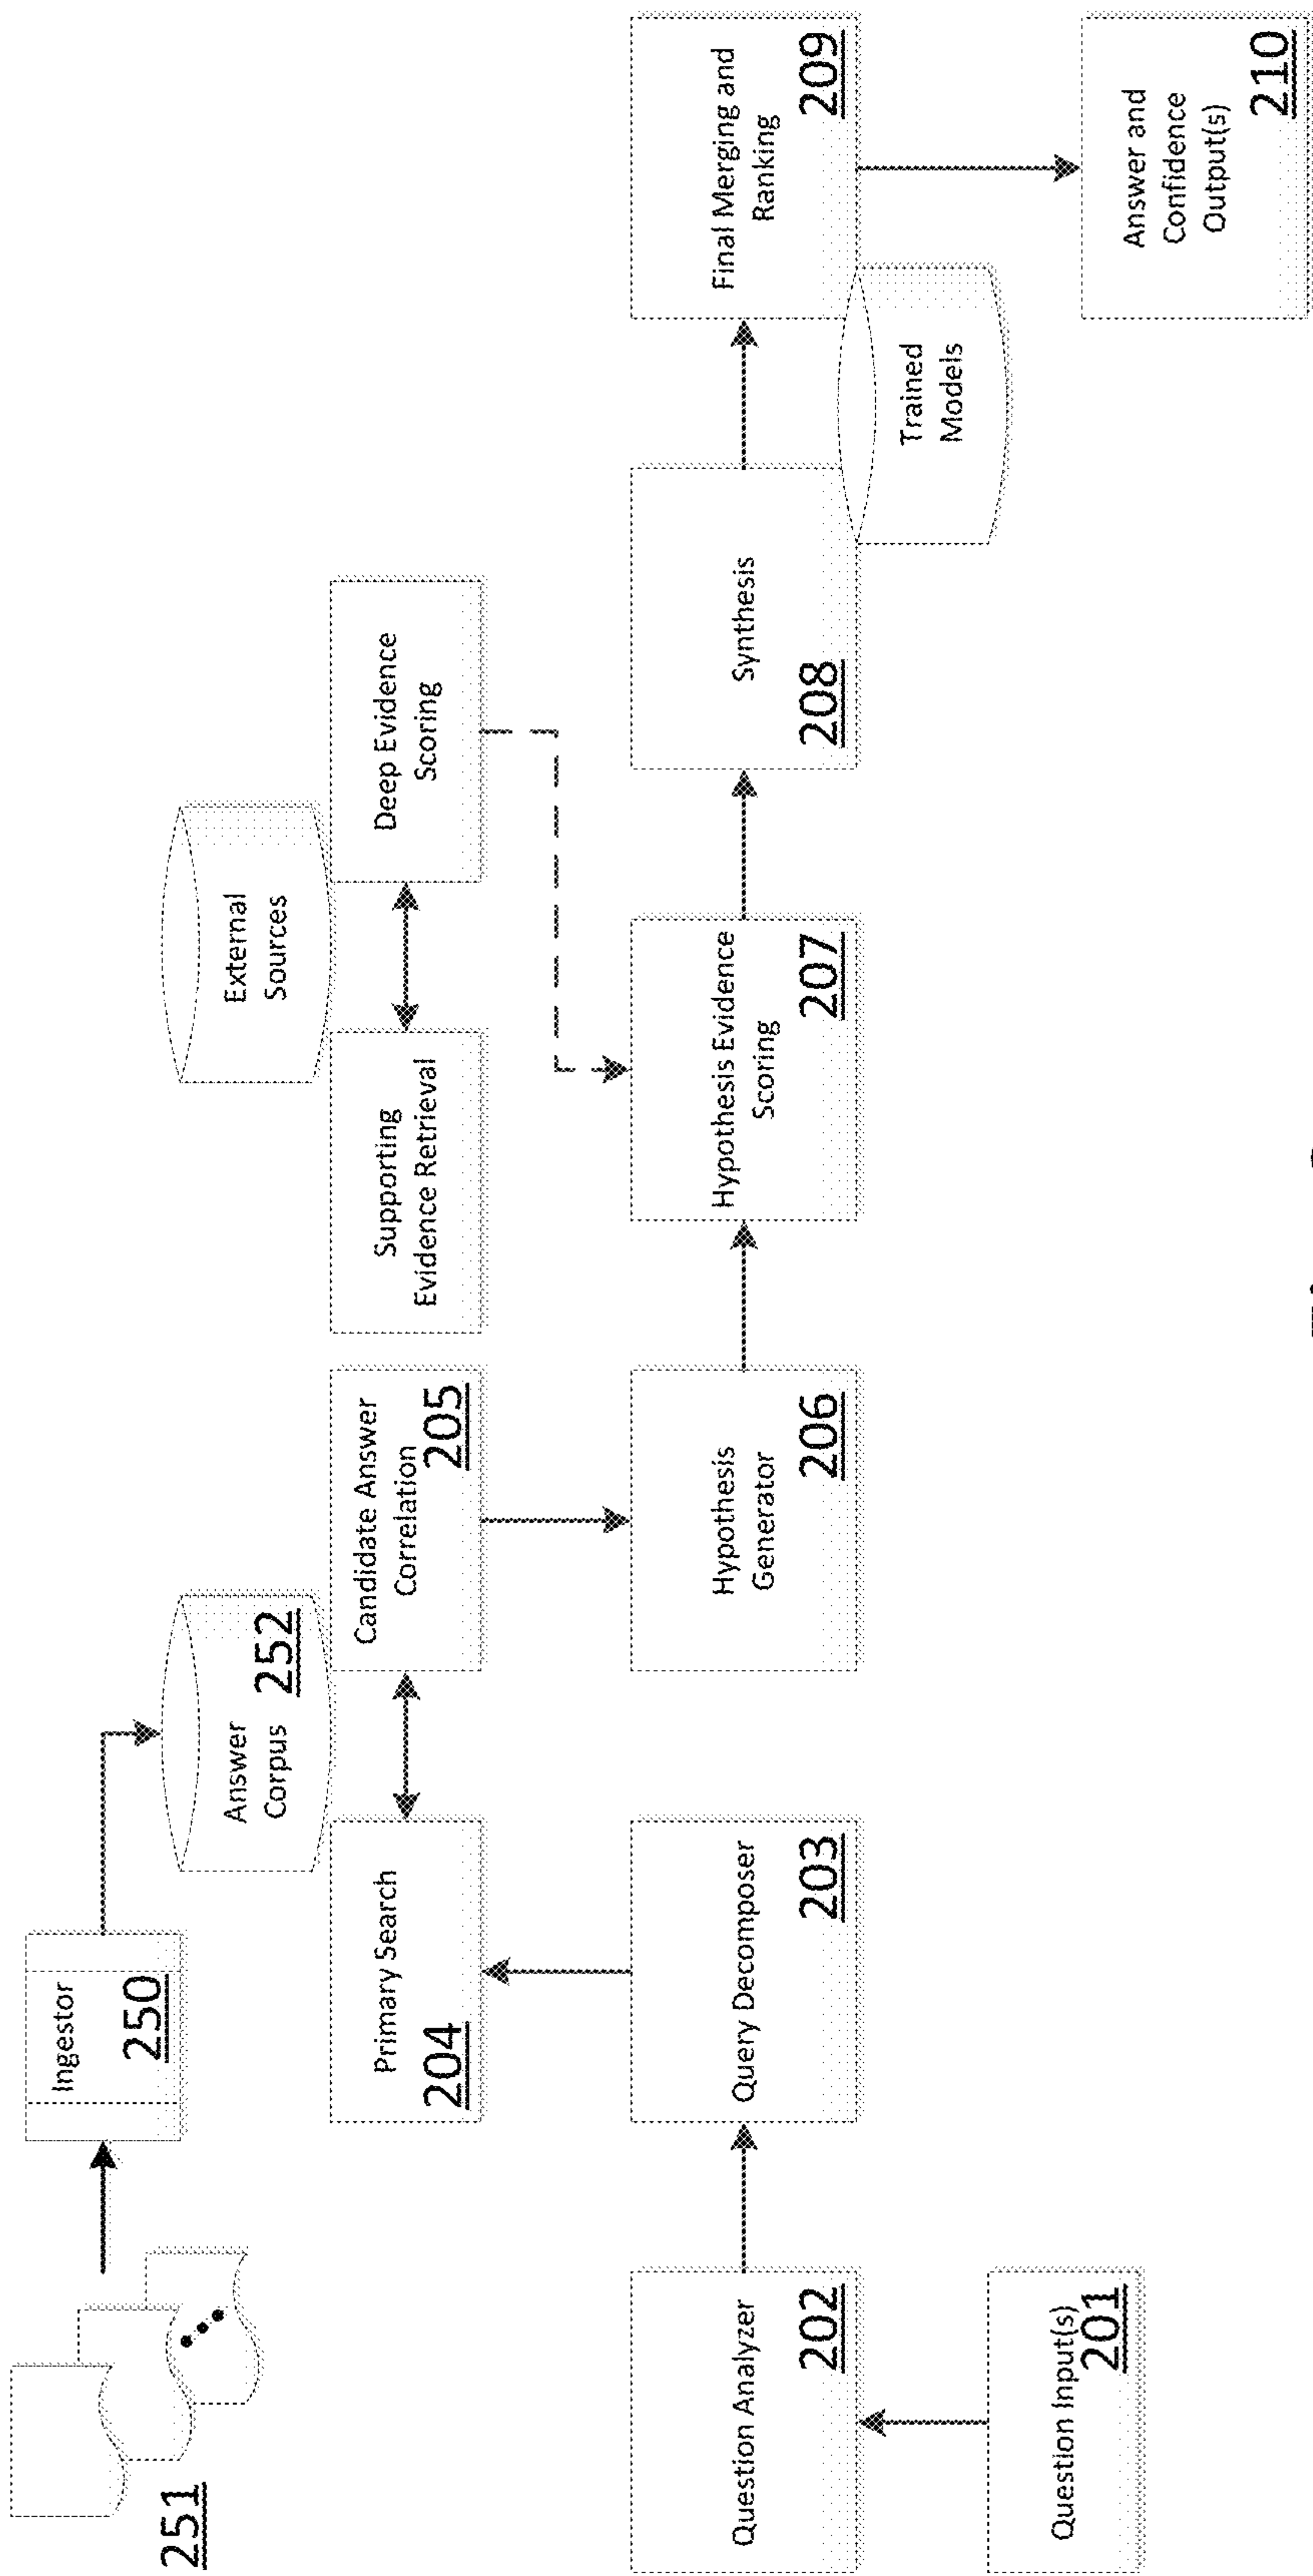 251
Ingestor
250
Answer
Corpus
252
External
Sources
Primary Search
204
Candidate Answer
Correlation
205
Supporting
Evidence Retrieval
Deep Evidence
Scoring
Question Analyzer
202
Query Decomposer
203
Hypothesis
Generator
206
Hypothesis Evidence
Scoring
207
Synthesis
208
Final Merging and
Ranking
209
Trained
Models
Question Input(s)
201
Answer and
Confidence
Output(s)
210